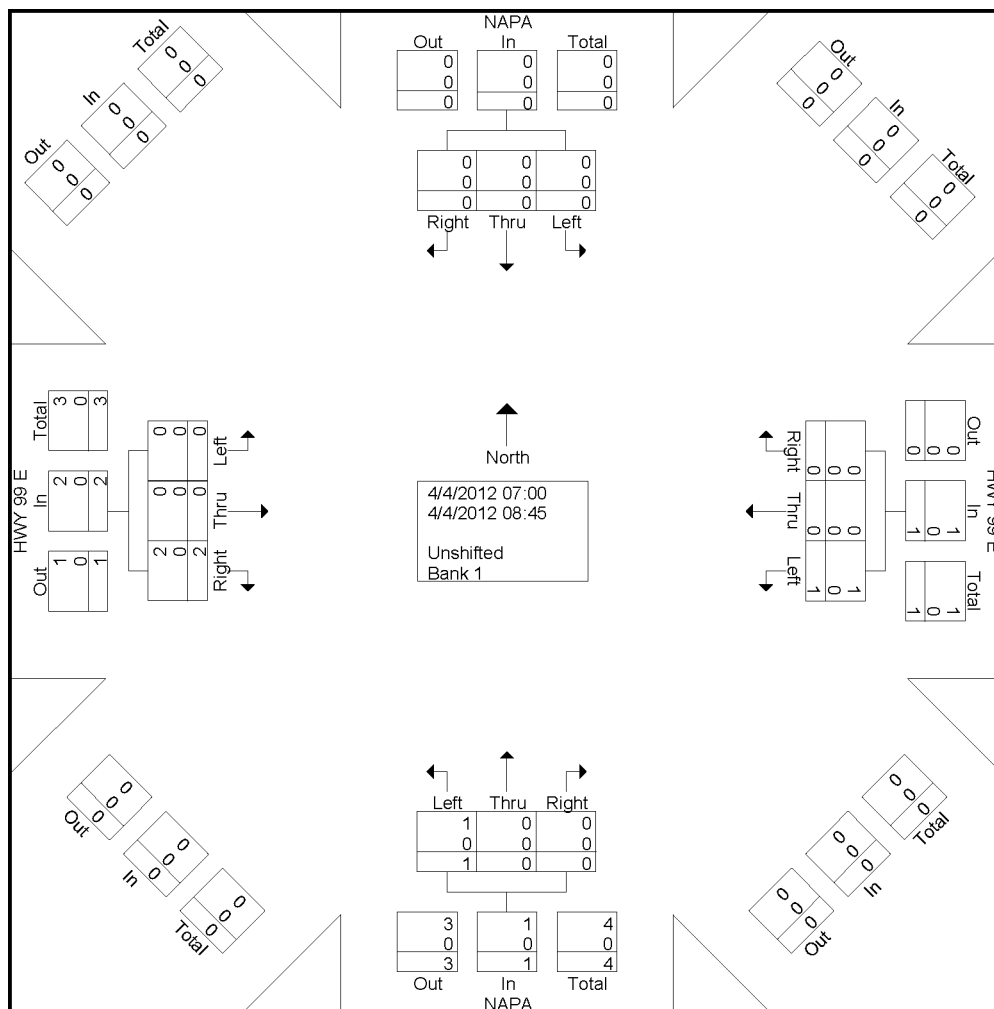 NAPA
Out In Total
0 0 0
0 0 0
0 0 0
0 0 0
0 0 0
0 0 0
Right Thru Left
Total
0
0
0
In
0
0
0
Out
0
0
0
Out
0
0
0
In
0
0
0
Total
0
0
0
HWY 99 E
Total
3 0 3
In
2 0 2
Out
1 0 1
0 0 0
Left
0 0 0
Thru
2 0 2
Right
North
4/4/2012 07:00
4/4/2012 08:45
Unshifted
Bank 1
Right
0 0 0
Thru
0 0 0
Left
1 0 1
Out
0 0 0
In
1 0 1
Total
1 0 1
HWY 99 E
Out
0
0
0
In
0
0
0
Total
0
0
0
Left Thru Right
1 0 0
0 0 0
1 0 0
3 1 4
0 0 0
3 1 4
Out In Total
NAPA
Total
0
0
0
In
0
0
0
Out
0
0
0